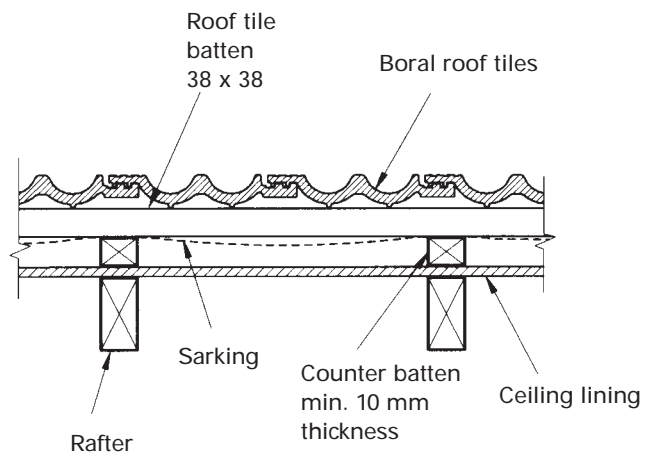 Roof tile
batten
38 x 38
Boral roof tiles
Sarking
Counter batten
min. 10 mm
thickness
Ceiling lining
Rafter